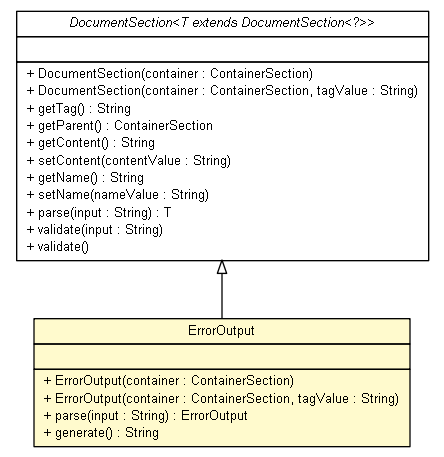 DocumentSection<T extends DocumentSection<?>>
+ DocumentSection(container : ContainerSection)
+ DocumentSection(container : ContainerSection, tagValue : String)
+ getTag() : String
+ getParent() : ContainerSection
+ getContent() : String
+ setContent(contentValue : String)
+ getName() : String
+ setName(nameValue : String)
+ parse(input : String) : T
+ validate(input : String)
+ validate()
ErrorOutput
+ ErrorOutput(container : ContainerSection)
+ ErrorOutput(container : ContainerSection, tagValue : String)
+ parse(input : String) : ErrorOutput
+ generate() : String